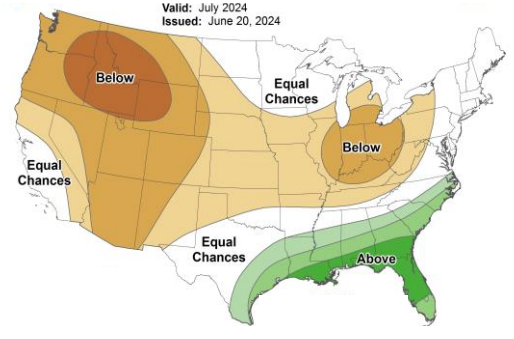 Valid: July 2024
Issued: June 20, 2024
Below
Equal
Chances
Below
Equal
Chances
Equal
Chances
Above